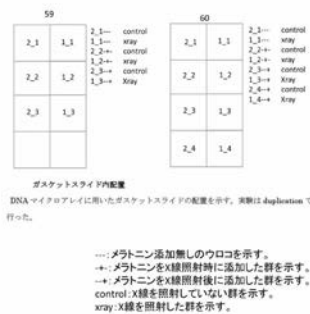 59
2_1 1_1
2_2 1_2
2_3 1_3
2_1--- control
1_1--- xray
2_2-+- control
1_2-+- xray
2_3--+ control
1_3--+ Xray
60
2_1 1_1
2_2 1_2
2_3 1_3
2_4 1_4
2_1--- control
1_1--- xray
2_2-+- control
1_2-+- xray
2_3--+ control
1_3--+ Xray
2_4--+ control
1_4--+ Xray
ガスケットスライド内配置
DNA マイクロアレイに用いたガスケットスライドの配置を示す。実験は duplication で
行った。
---:メラトニン添加無しのウロコを示す。
-+-:メラトニンをX線照射時に添加した群を示す。
--+:メラトニンをX線照射後に添加した群を示す。
control:X線を照射していない群を示す。
xray:X線を照射した群を示す。